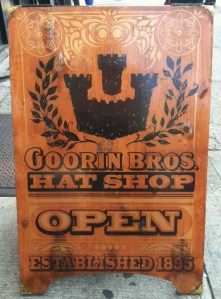 GOORIN BROS.
HAT SHOP
OPEN
ESTABLISHED 1895